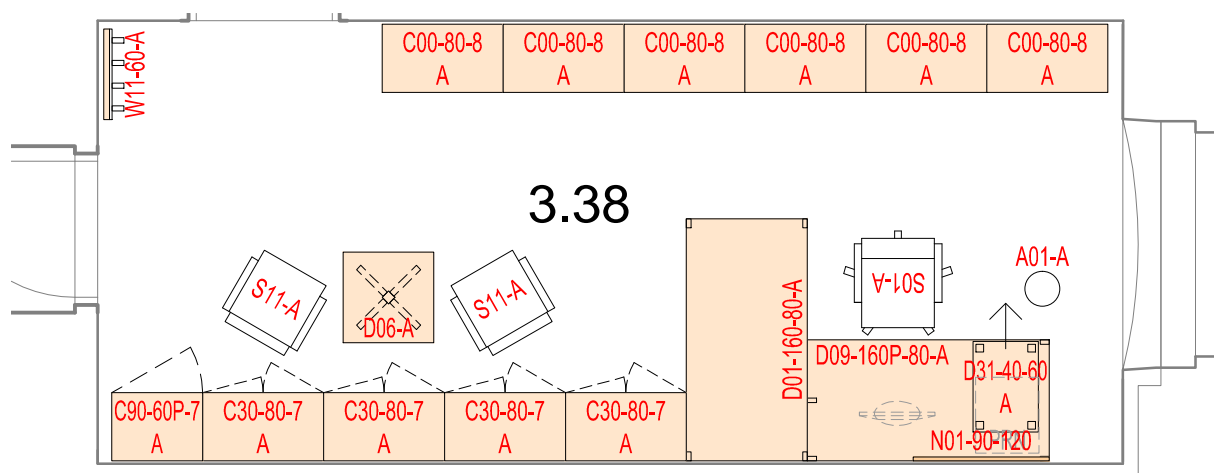 C00-80-8 C00-80-8 C00-80-8 C00-80-8 C00-80-8 C00-80-8
A A A A A A
W11-60-A
3.38
S11-A
D06-A
S11-A
D01-160-80-A
S01-A
A01-A
D09-160P-80-A
D31-40-60
A
PRN
N01-90-120
C90-60P-7 C30-80-7 C30-80-7 C30-80-7 C30-80-7
A A A A A